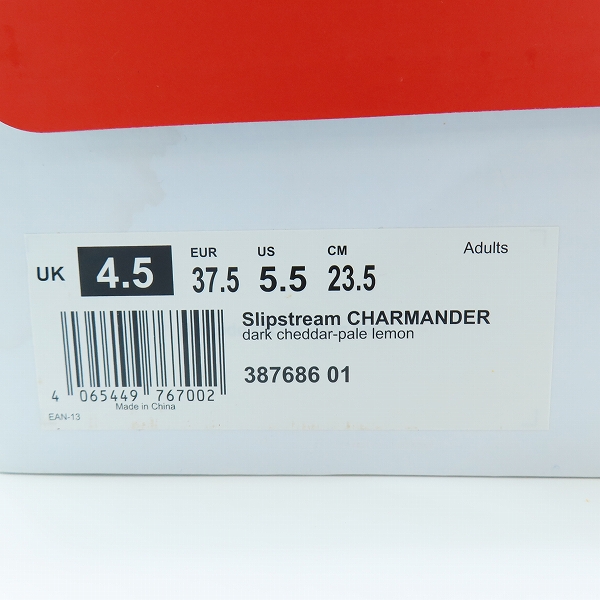 Adults
EUR US CM
UK 4.5 37.5 5.5 23.5
Slipstream CHARMANDER
dark cheddar-pale lemon
387686 01
4 065449 767002
Made in China
EAN-13